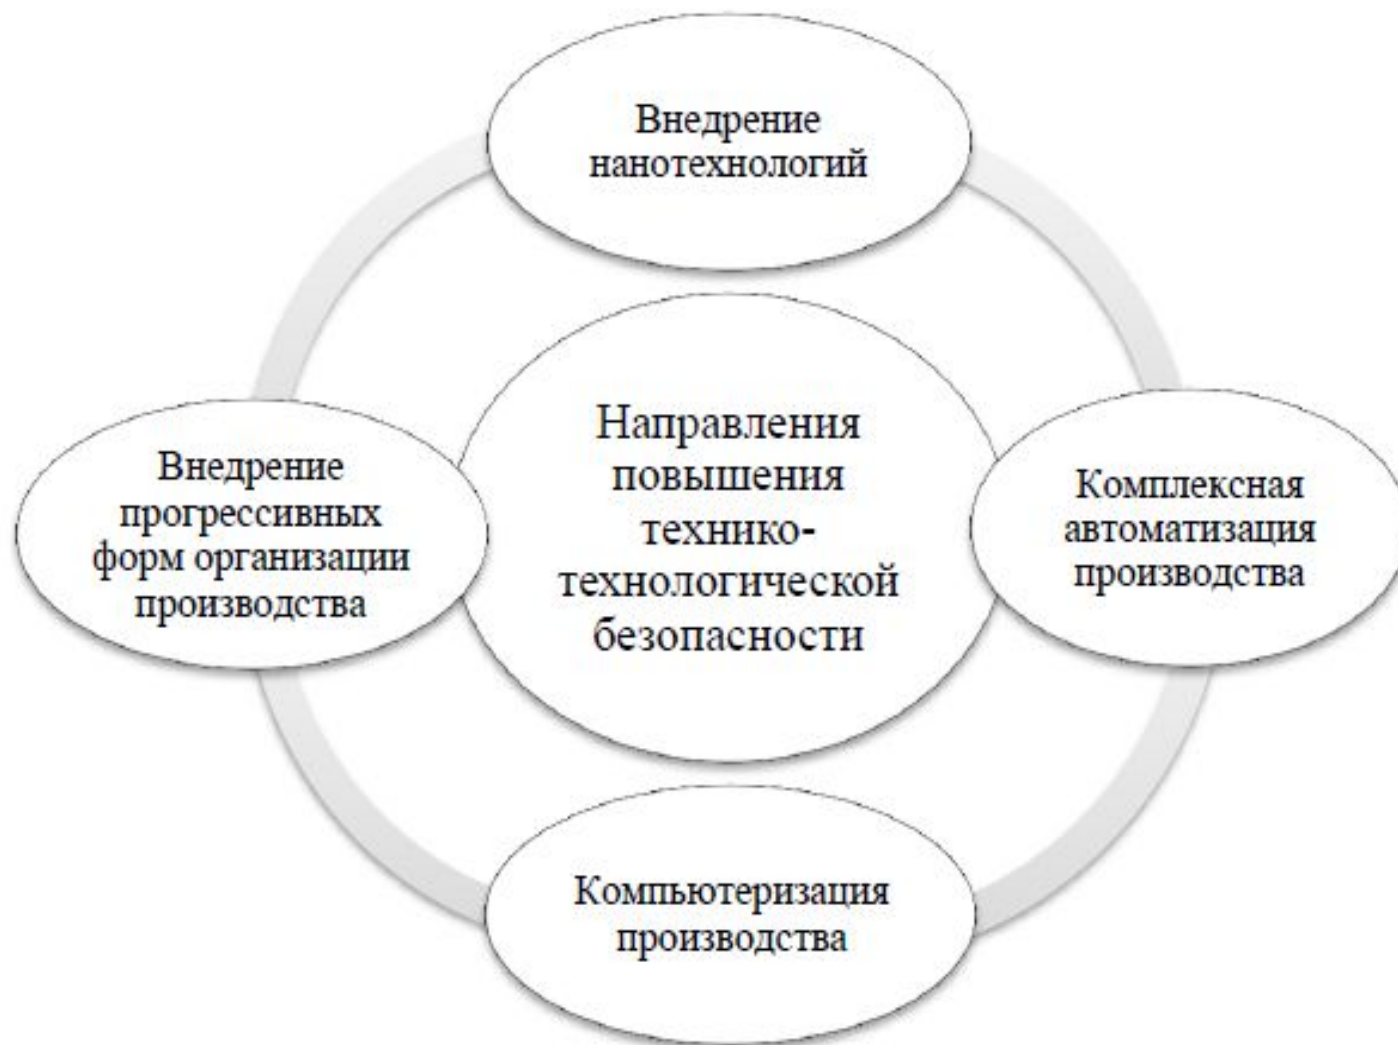 Внедрение
нанотехнологий
Направления
повышения
технико-
технологической
безопасности
Внедрение
прогрессивных
форм организации
производства
Комплексная
автоматизация
производства
Компьютеризация
производства